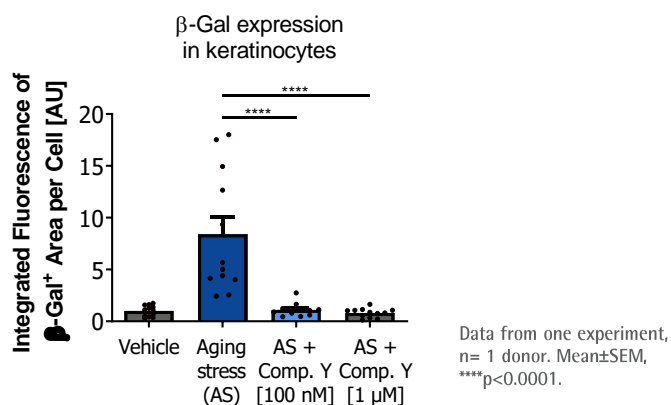 β-Gal expression
in keratinocytes
****
****
Integrated Fluorescence of
β-Gal⁺ Area per Cell [AU]
20
15
10
5
0
Vehicle
Aging
stress
(AS)
AS +
Comp. Y
[100 nM]
AS +
Comp. Y
[1 µM]
Data from one experiment,
n= 1 donor. Mean±SEM,
****p<0.0001.